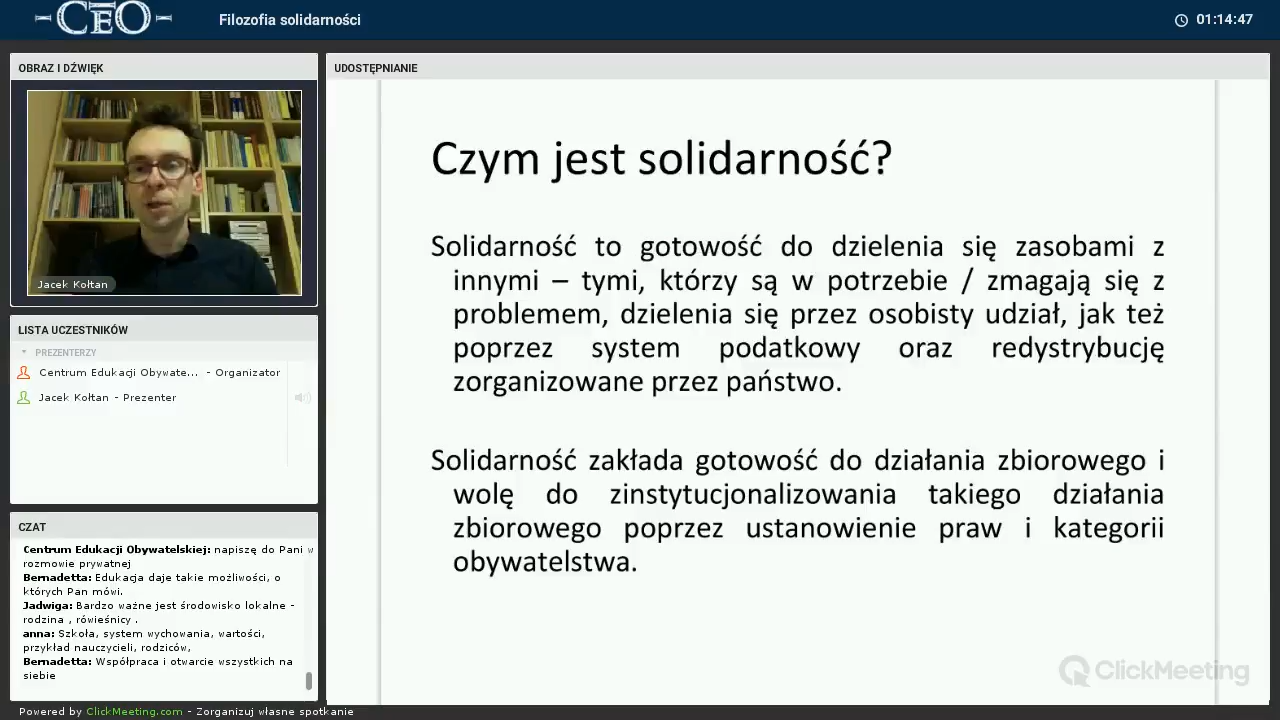 CEO
Filozofia solidarności
01:14:47
OBRAZ I DŹWIĘK
Jacek Kołtan
LISTA UCZESTNIKÓW
PREZENTERZY
Centrum Edukacji Obywate... - Organizator
Jacek Kołtan - Prezenter
CZAT
Centrum Edukacji Obywatelskiej: napiszę do Pani w
rozmowie prywatnej
Bernadetta: Edukacja daje takie możliwości, o
których Pan mówi.
Jadwiga: Bardzo ważne jest środowisko lokalne -
rodzina , rówieśnicy .
anna: Szkoła, system wychowania, wartości,
przykład nauczycieli, rodziców,
Bernadetta: Współpraca i otwarcie wszystkich na
siebie
UDOSTĘPNIANIE
Czym jest solidarność?
Solidarność to gotowość do dzielenia się zasobami z
innymi – tymi, którzy są w potrzebie / zmagają się z
problemem, dzielenia się przez osobisty udział, jak też
poprzez system podatkowy oraz redystrybucję
zorganizowane przez państwo.
Solidarność zakłada gotowość do działania zbiorowego i
wolę do zinstytucjonalizowania takiego działania
zbiorowego poprzez ustanowienie praw i kategorii
obywatelstwa.
ClickMeeting
Powered by ClickMeeting.com - Zorganizuj własne spotkanie